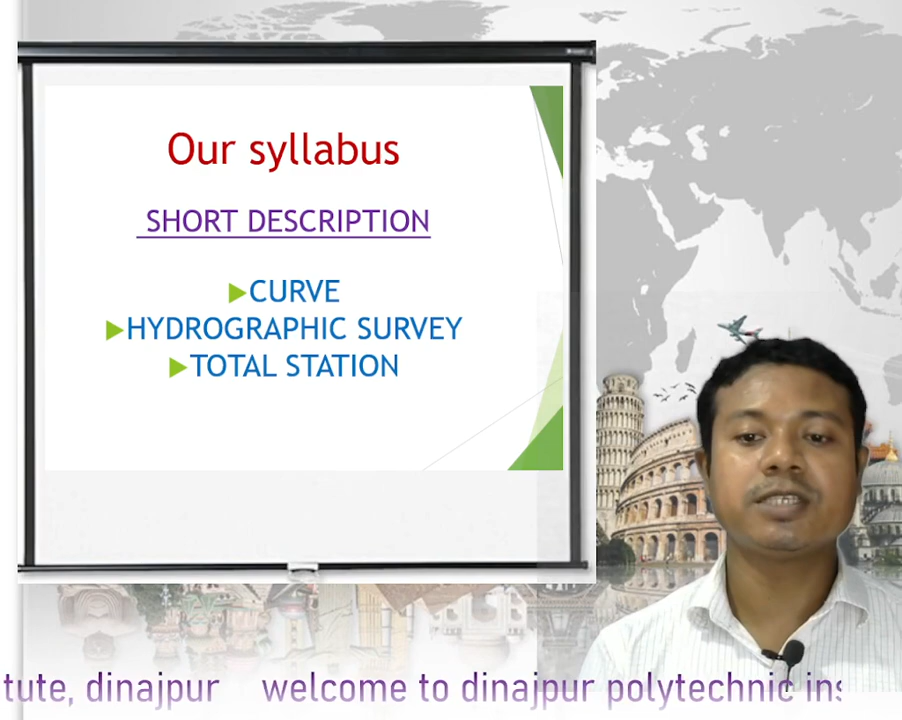 Our syllabus
SHORT DESCRIPTION
CURVE
HYDROGRAPHIC SURVEY
TOTAL STATION
tute, dinajpur welcome to dinajpur polytechnic ins